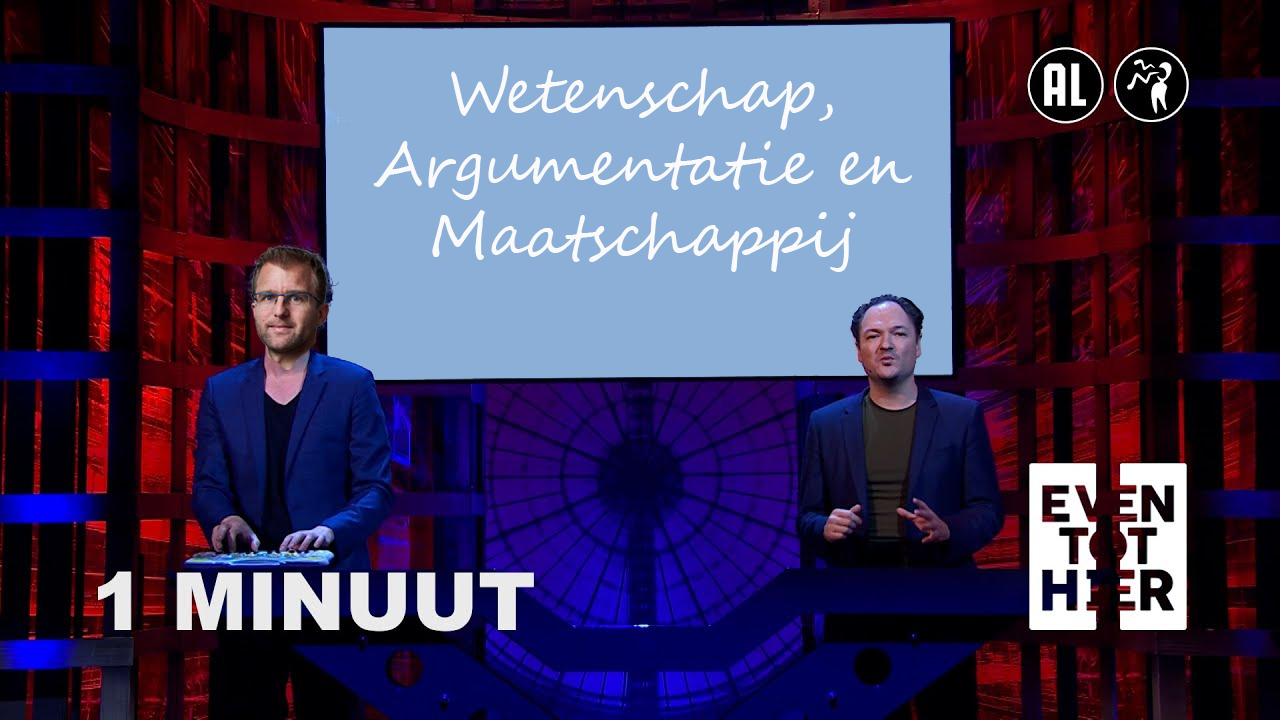 Wetenschap,
Argumentatie en
Maatschappij
AL
EVEN
TOT
HIER
1 MINUUT